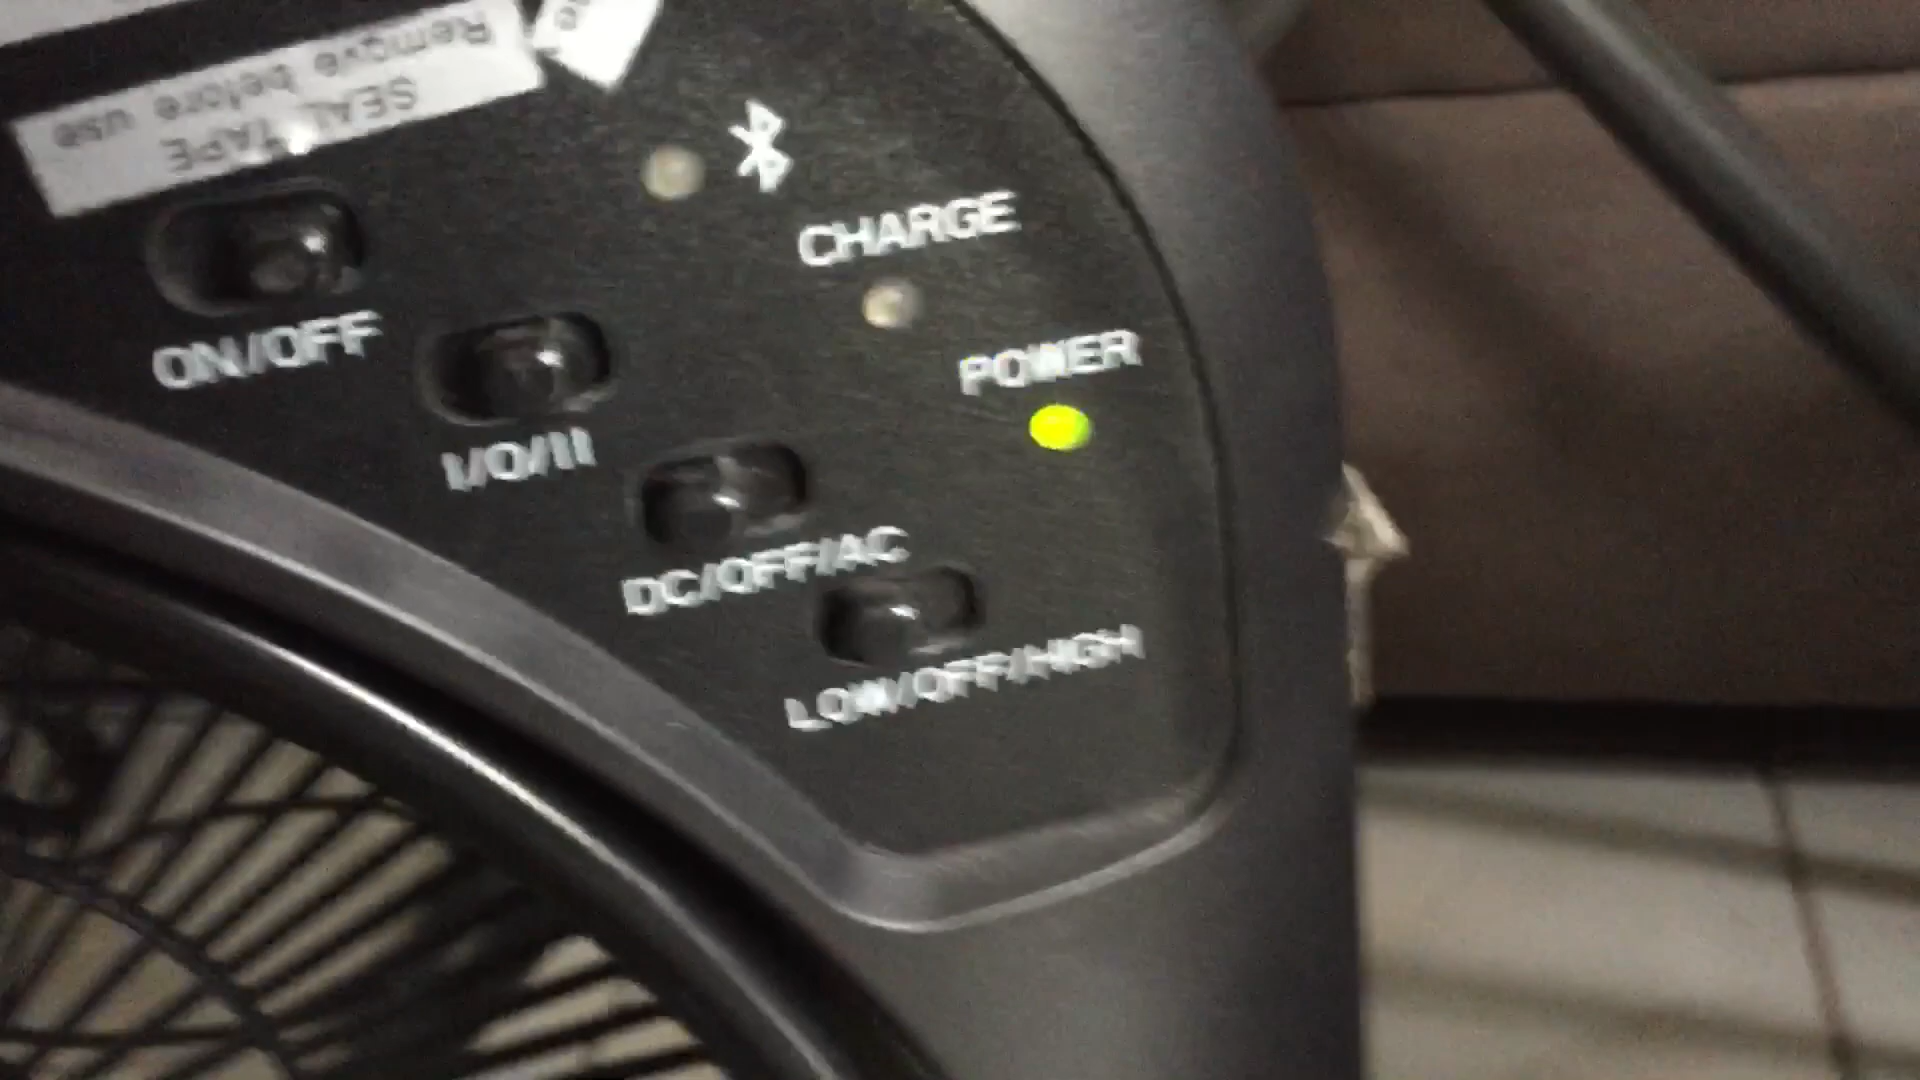 SEAL TAPE
Remove before use
CHARGE
POWER
ON/OFF
I/O/II
DC/OFF/AC
LOW/OFF/HIGH